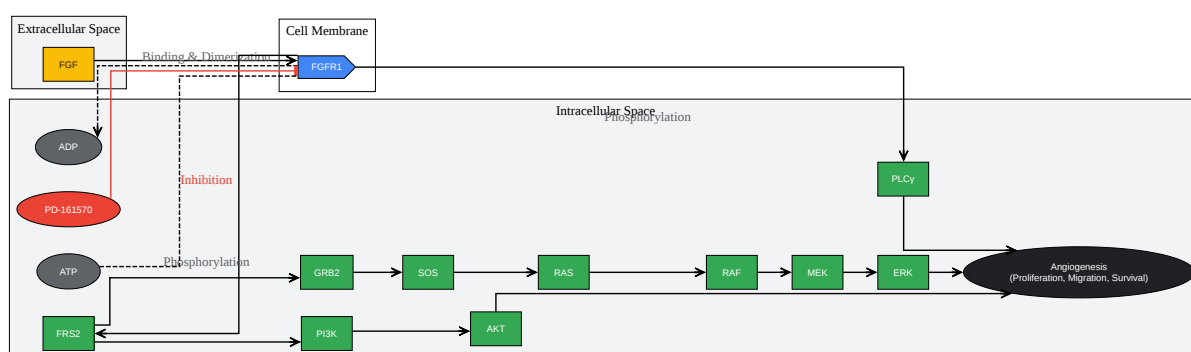 Extracellular Space
Cell Membrane
FGF
Binding & Dimerization
FGFR1
Intracellular Space
Phosphorylation
ADP
PLCγ
Inhibition
PD-161570
Phosphorylation
ATP
GRB2
SOS
RAS
RAF
MEK
ERK
Angiogenesis
(Proliferation, Migration, Survival)
FRS2
PI3K
AKT